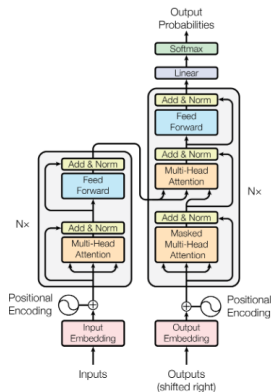 Output
Probabilities
Softmax
Linear
Add & Norm
Feed
Forward
Add & Norm
Multi-Head
Attention
Add & Norm
Masked
Multi-Head
Attention
N×
Positional
Encoding
Output
Embedding
Outputs
(shifted right)
Add & Norm
Feed
Forward
Add & Norm
Multi-Head
Attention
N×
Positional
Encoding
Input
Embedding
Inputs